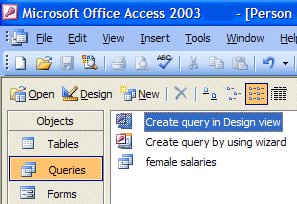 Microsoft Office Access 2003 - [Person
File Edit View Insert Tools Window Help
ABC
Open Design New
Objects
Tables
Queries
Forms
Create query in Design view
Create query by using wizard
female salaries